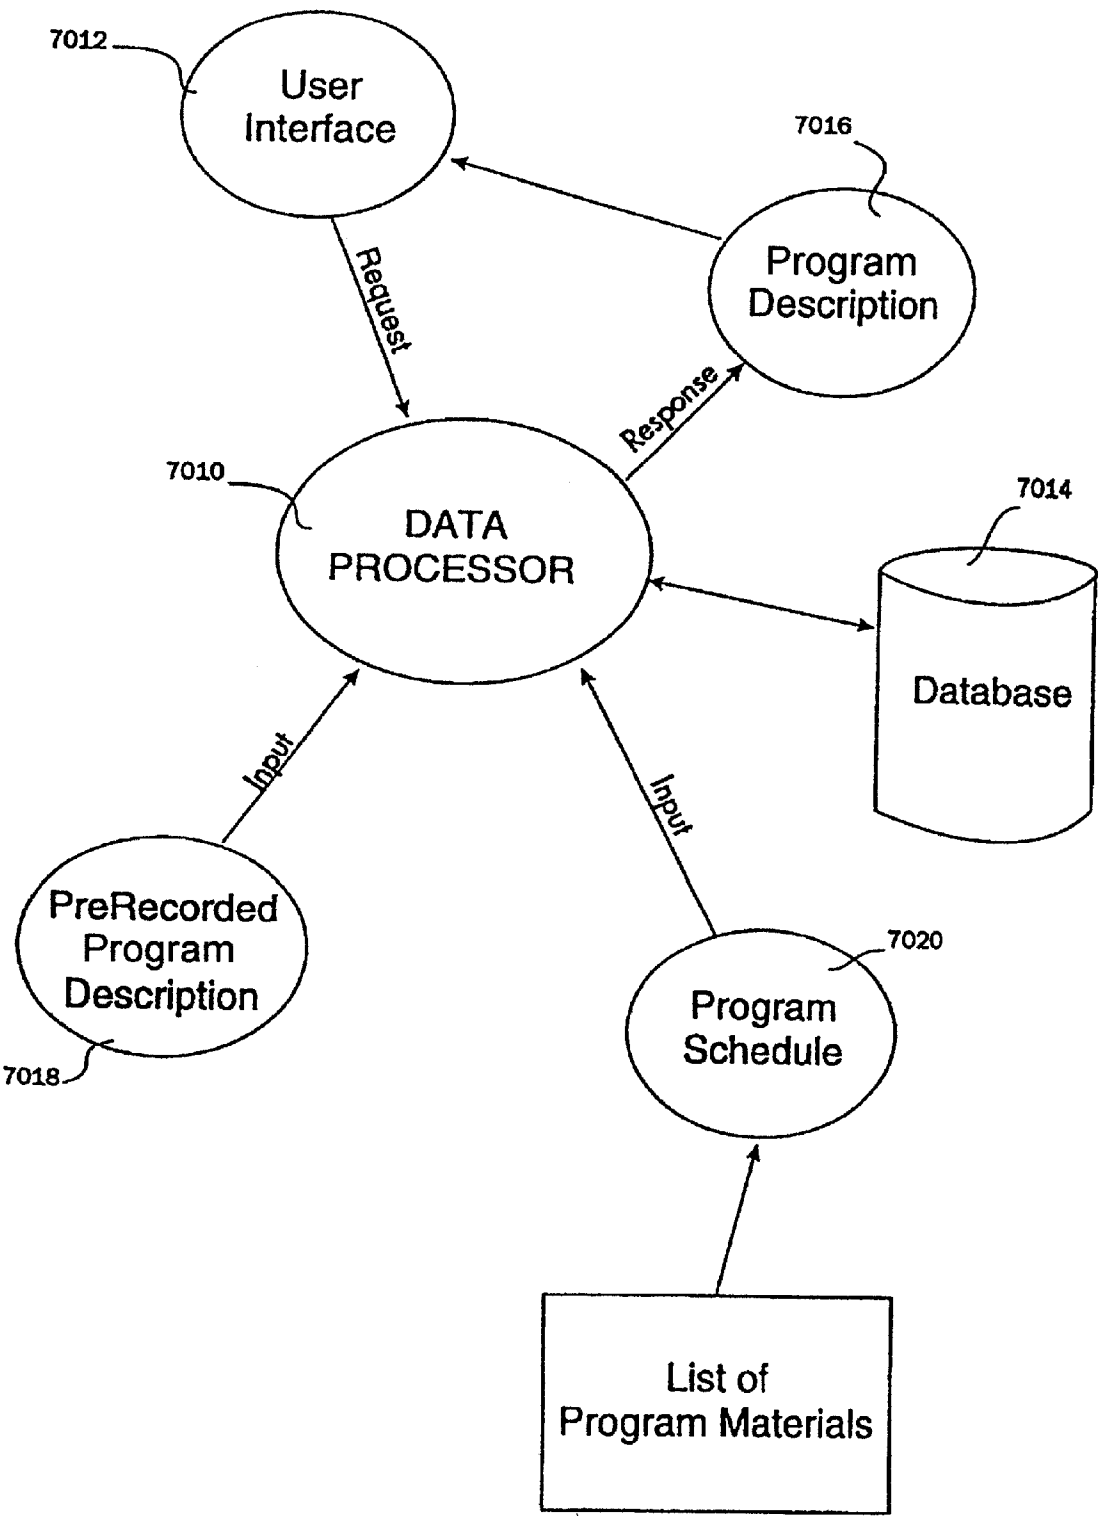 7012
User
Interface
7016
Program
Description
Request
Response
7010
DATA
PROCESSOR
7014
Database
Input
Input
PreRecorded
Program
Description
7018
7020
Program
Schedule
List of
Program Materials